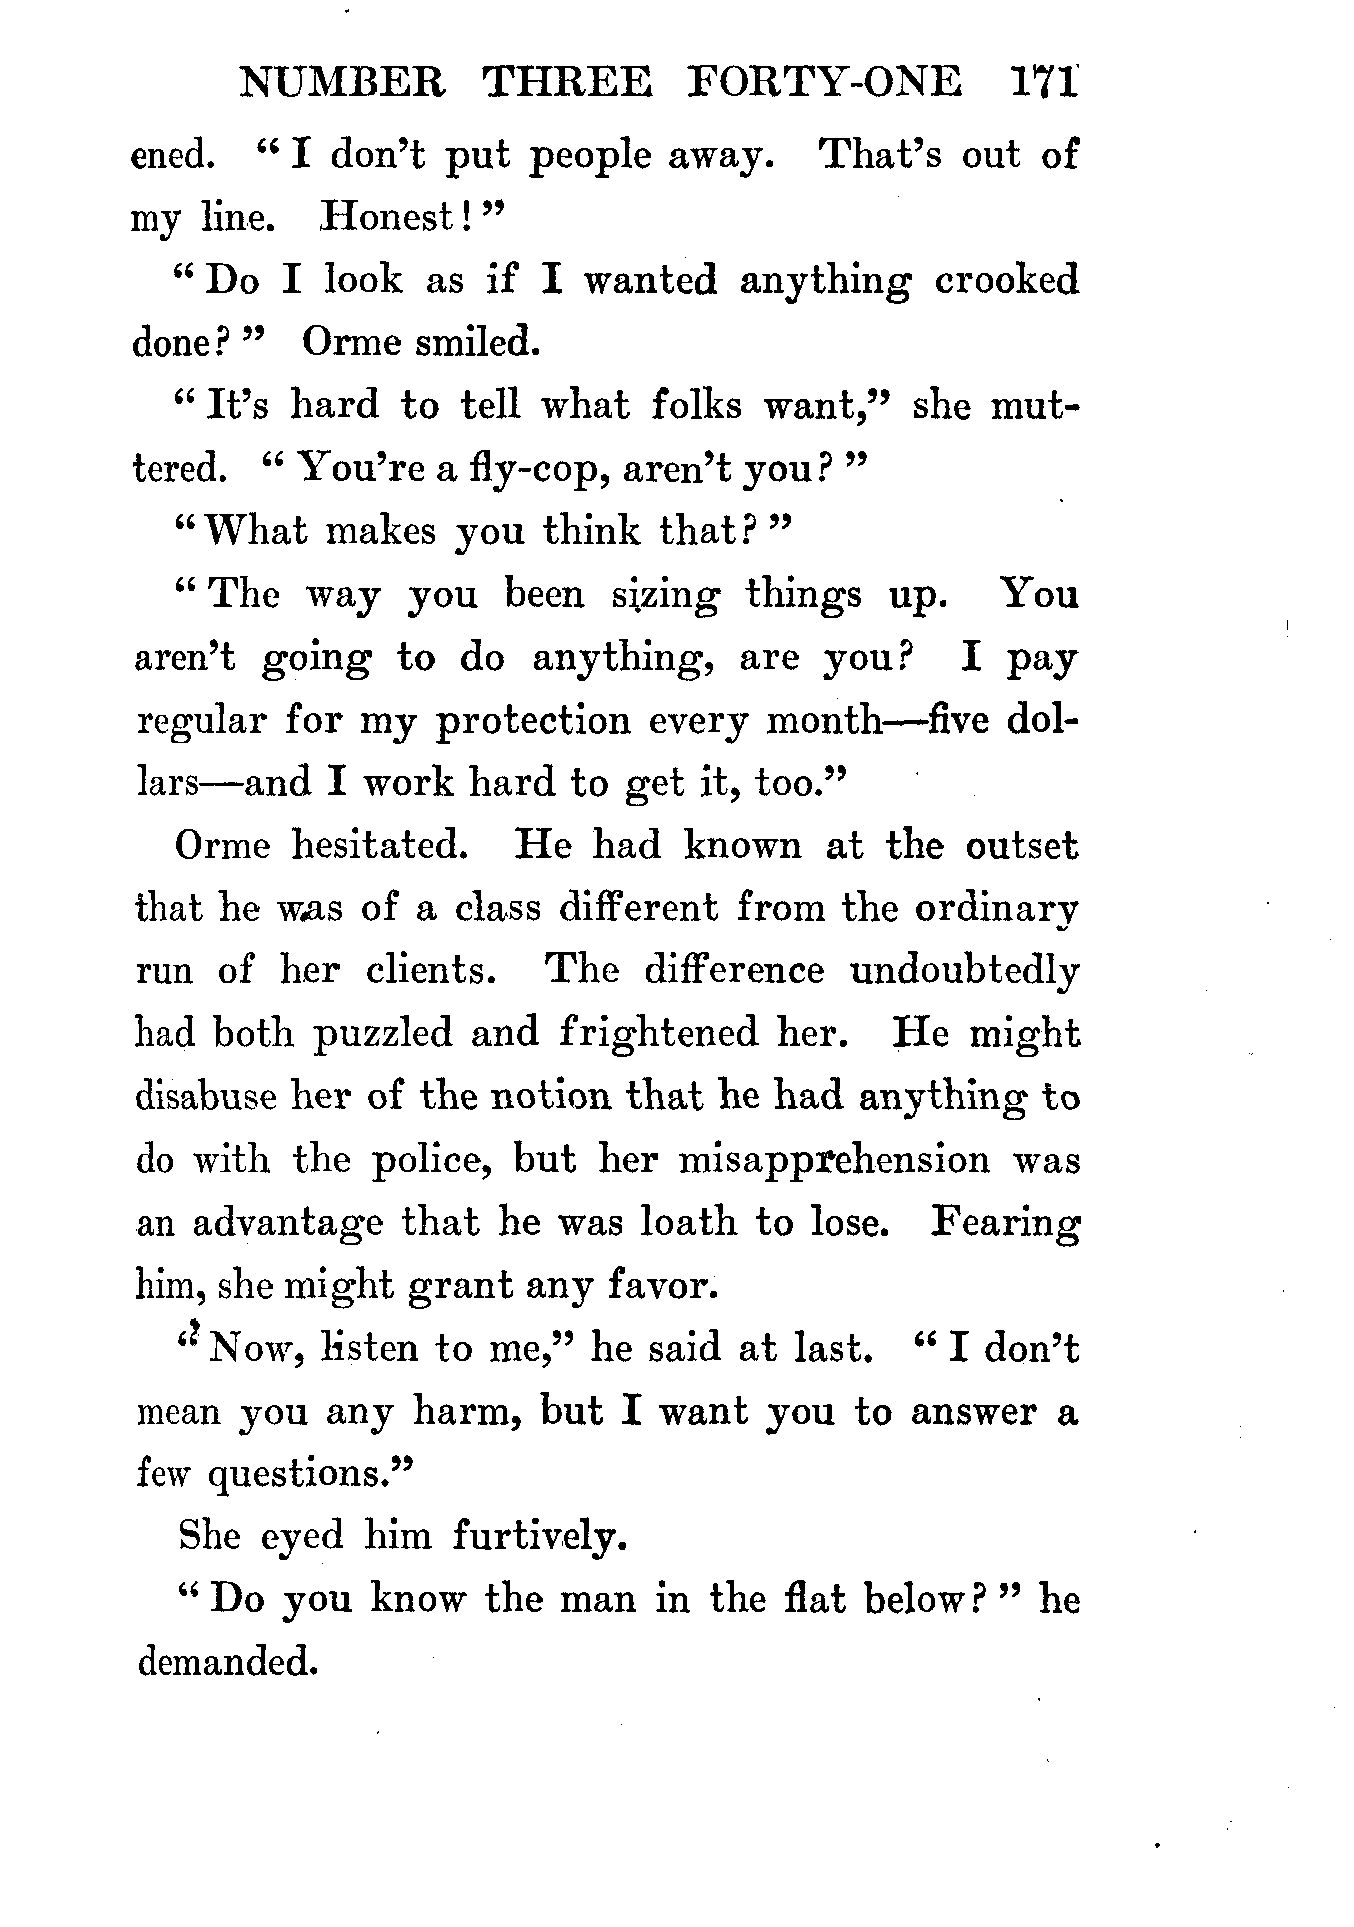 NUMBER THREE FORTY-ONE 171
ened. “I don’t put people away. That’s out of
my line. Honest!”
“Do I look as if I wanted anything crooked
done?” Orme smiled.
“It’s hard to tell what folks want,” she mut-
tered. “You’re a fly-cop, aren’t you?”
“What makes you think that?”
“The way you been sizing things up. You
aren’t going to do anything, are you? I pay
regular for my protection every month—five dol-
lars—and I work hard to get it, too.”
Orme hesitated. He had known at the outset
that he was of a class different from the ordinary
run of her clients. The difference undoubtedly
had both puzzled and frightened her. He might
disabuse her of the notion that he had anything to
do with the police, but her misapprehension was
an advantage that he was loath to lose. Fearing
him, she might grant any favor.
“Now, listen to me,” he said at last. “I don’t
mean you any harm, but I want you to answer a
few questions.”
She eyed him furtively.
“Do you know the man in the flat below?” he
demanded.